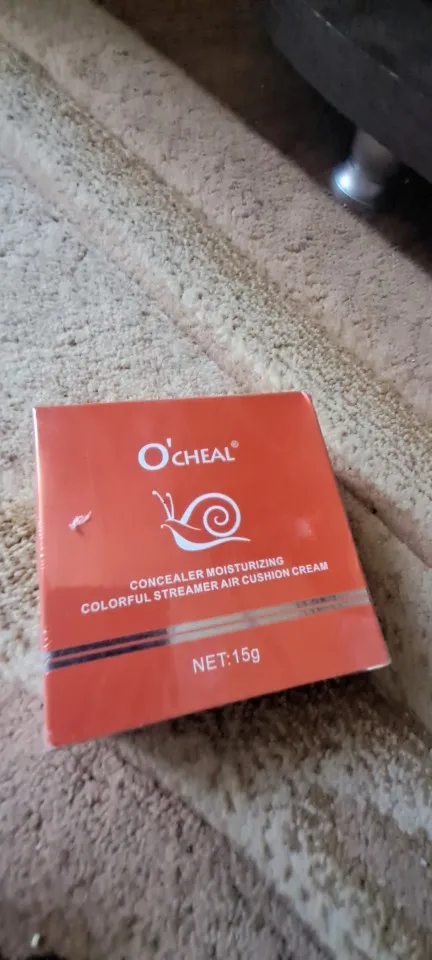 O'CHEAL®
CONCEALER MOISTURIZING
COLORFUL STREAMER AIR CUSHION CREAM
NET:15g